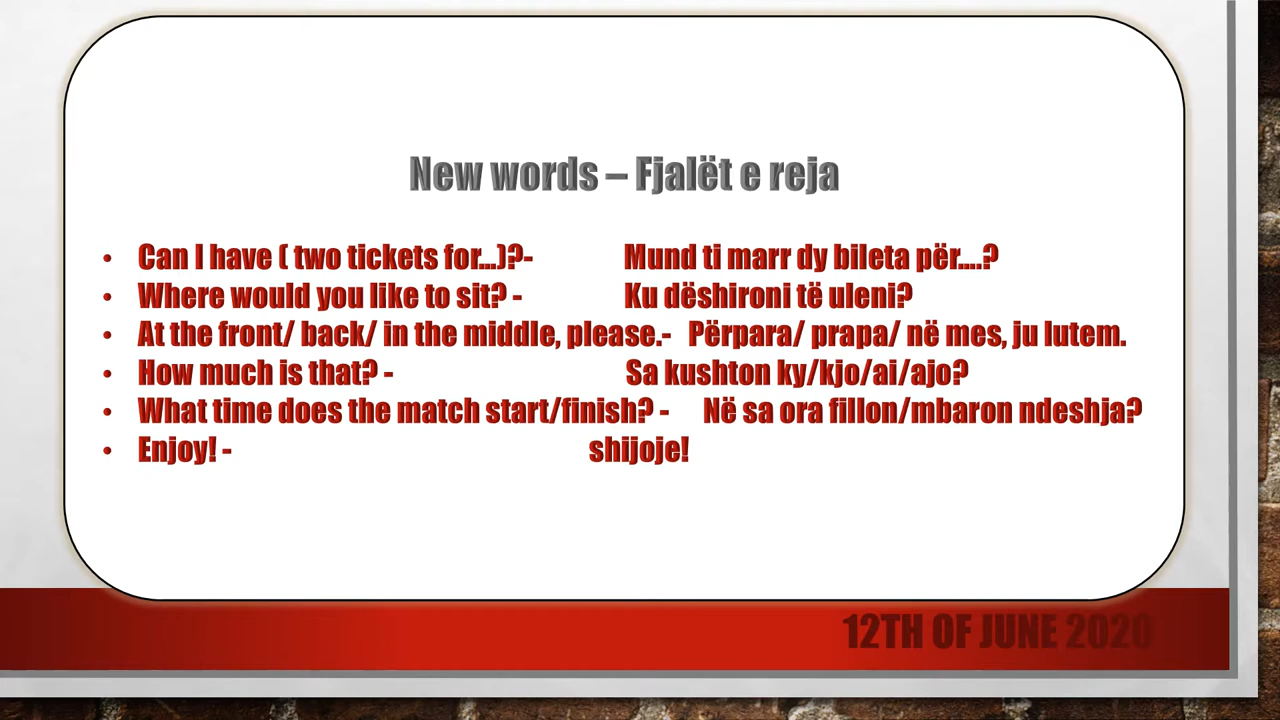 New words – Fjalët e reja
• Can I have ( two tickets for...)?- Mund ti marr dy bileta për....?
• Where would you like to sit? - Ku dëshironi të uleni?
• At the front/ back/ in the middle, please.- Përpara/ prapa/ në mes, ju lutem.
• How much is that? - Sa kushton ky/kjo/ai/ajo?
• What time does the match start/finish? - Në sa ora fillon/mbaron ndeshja?
• Enjoy! - shijoje!
12TH OF JUNE 2020